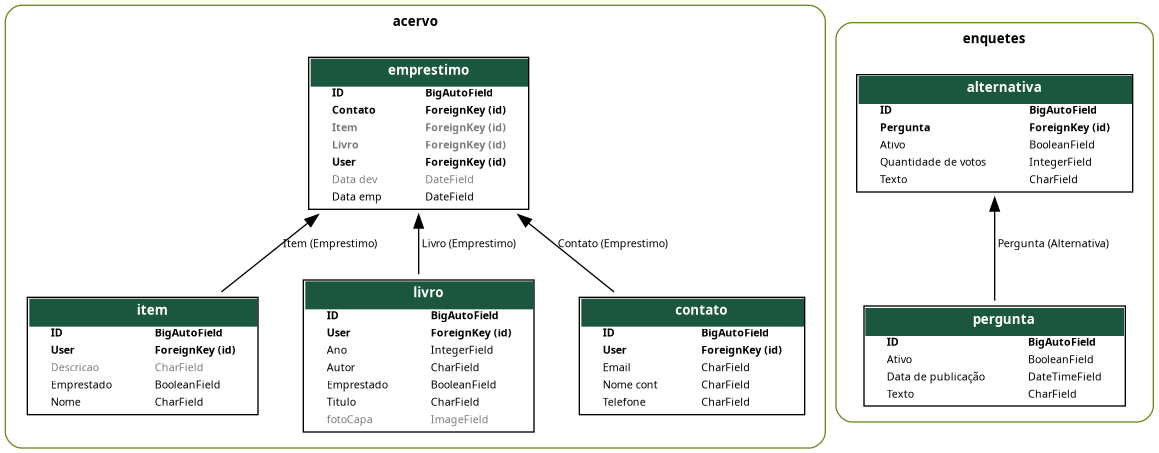 acervo
emprestimo
ID BigAutoField
Contato ForeignKey (id)
Item ForeignKey (id)
Livro ForeignKey (id)
User ForeignKey (id)
Data dev DateField
Data emp DateField
Item (Emprestimo) Livro (Emprestimo) Contato (Emprestimo)
item
ID BigAutoField
User ForeignKey (id)
Descricao CharField
Emprestado BooleanField
Nome CharField
livro
ID BigAutoField
User ForeignKey (id)
Ano IntegerField
Autor CharField
Emprestado BooleanField
Titulo CharField
fotoCapa ImageField
contato
ID BigAutoField
User ForeignKey (id)
Email CharField
Nome cont CharField
Telefone CharField
enquetes
alternativa
ID BigAutoField
Pergunta ForeignKey (id)
Ativo BooleanField
Quantidade de votos IntegerField
Texto CharField
Pergunta (Alternativa)
pergunta
ID BigAutoField
Ativo BooleanField
Data de publicação DateTimeField
Texto CharField